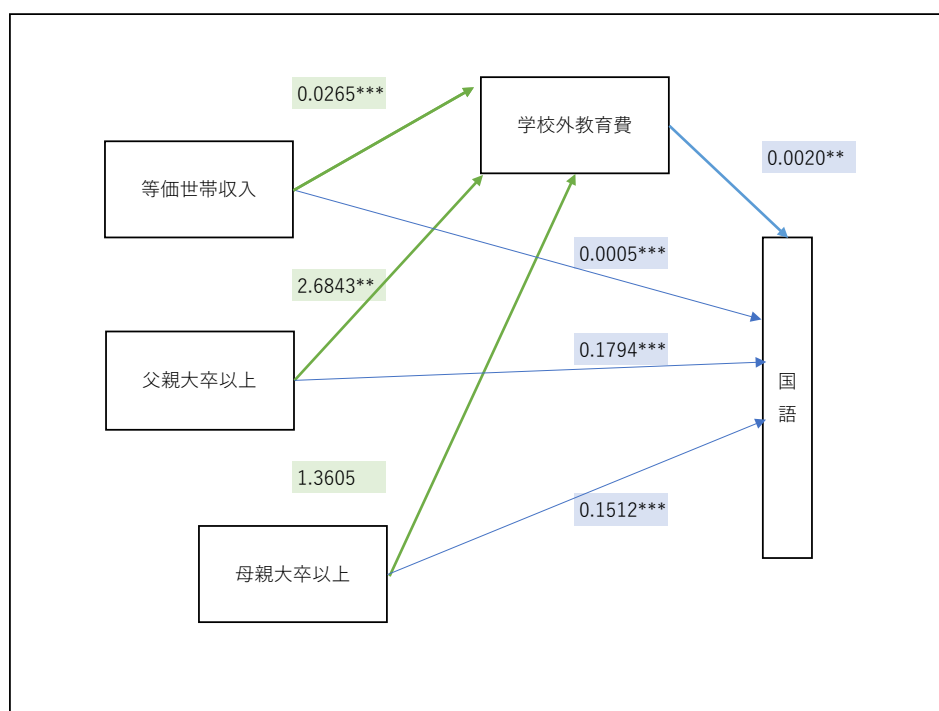 0.0265***
学校外教育費
0.0020**
等価世帯収入
0.0005***
2.6843**
0.1794***
父親大卒以上
国
語
1.3605
0.1512***
母親大卒以上